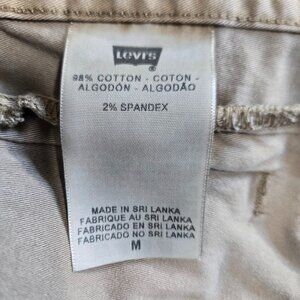 Levi's
98% COTTON - COTON -
ALGODÓN - ALGODÃO
2% SPANDEX
MADE IN SRI LANKA
FABRIQUE AU SRI LANKA
FABRICADO EN SRI LANKA
FABRICADO NO SRI LANKA
M